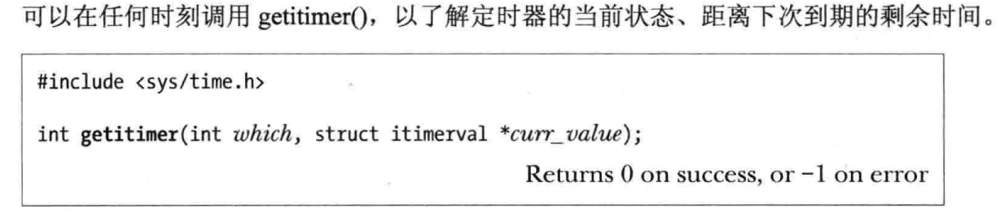 可以在任何时刻调用 getitimer()，以了解定时器的当前状态、距离下次到期的剩余时间。
#include <sys/time.h>
int getitimer(int which, struct itimerval *curr_value);
Returns 0 on success, or −1 on error